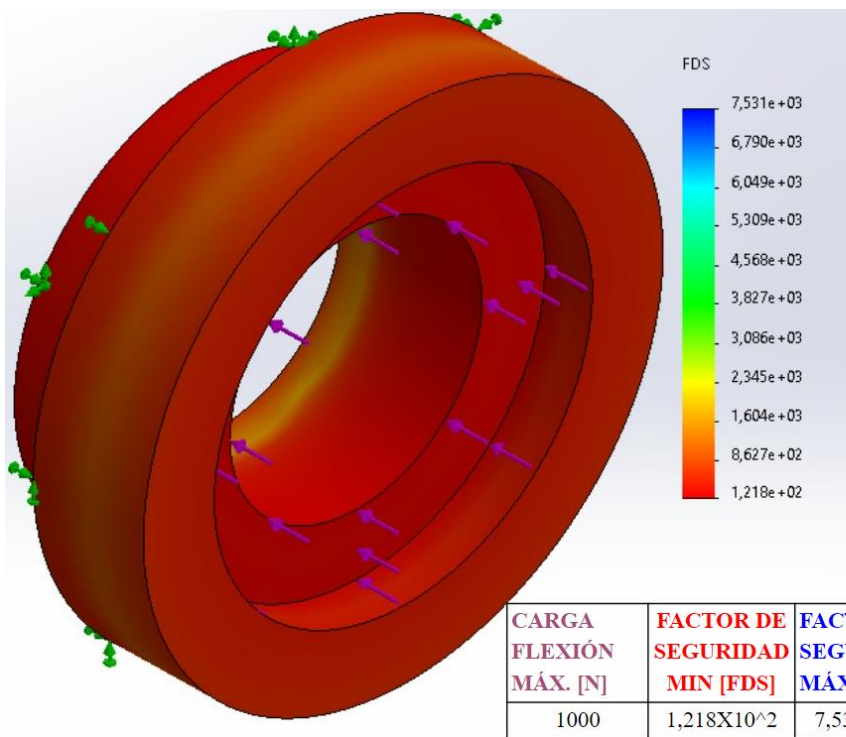 FDS
7,531e + 03
6,790e + 03
6,049e + 03
5,309e + 03
4,568e + 03
3,827e + 03
3,086e + 03
2,345e + 03
1,604e + 03
8,627e + 02
1,218e + 02
CARGA FLEXIÓN MÁX. [N]
FACTOR DE SEGURIDAD MIN [FDS]
1000
1,218X10^2